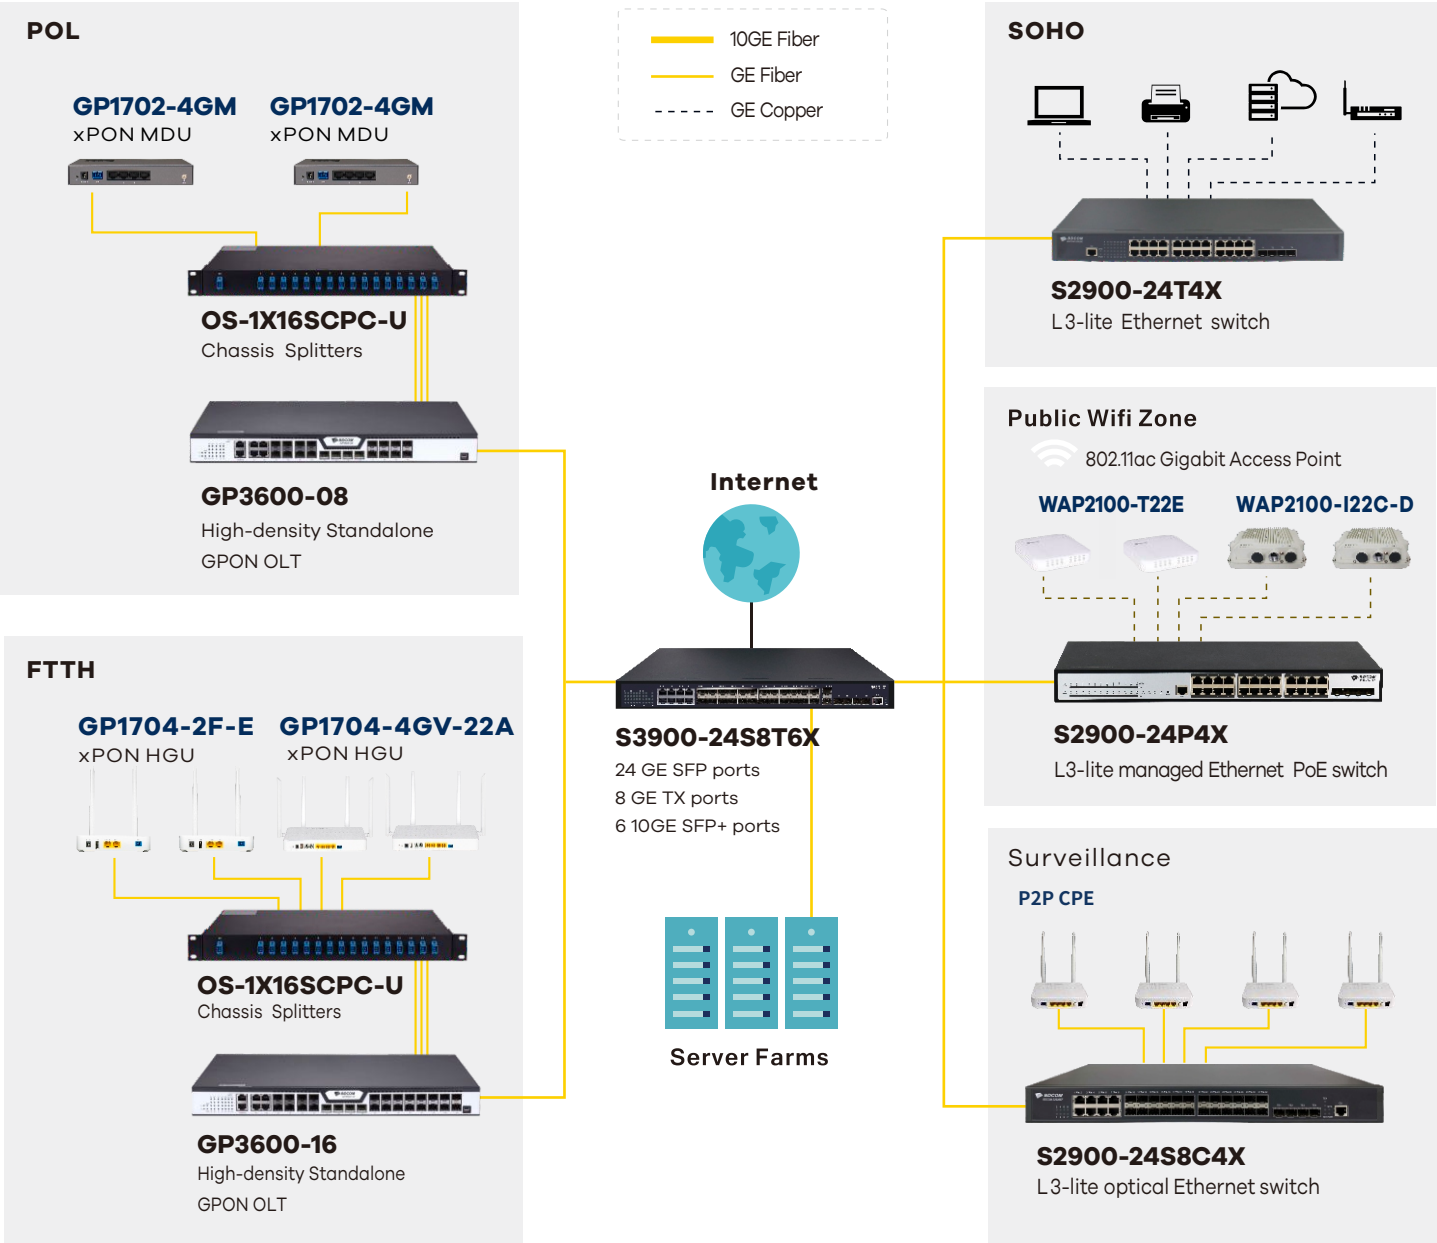 POL
GP1702-4GM
xPON MDU
GP1702-4GM
xPON MDU
OS-1X16SCPC-U
Chassis Splitters
GP3600-08
High-density Standalone
GPON OLT
FTTH
GP1704-2F-E
xPON HGU
GP1704-4GV-22A
xPON HGU
OS-1X16SCPC-U
Chassis Splitters
GP3600-16
High-density Standalone
GPON OLT
10GE Fiber
GE Fiber
GE Copper
Internet
S3900-24S8T6X
24 GE SFP ports
8 GE TX ports
6 10GE SFP+ ports
Server Farms
SOHO
S2900-24T4X
L3-lite Ethernet switch
Public Wifi Zone
802.11ac Gigabit Access Point
WAP2100-T22E
WAP2100-I22C-D
S2900-24P4X
L3-lite managed Ethernet PoE switch
Surveillance
P2P CPE
BDCOM
S2900-24S8C4X
L3-lite optical Ethernet switch